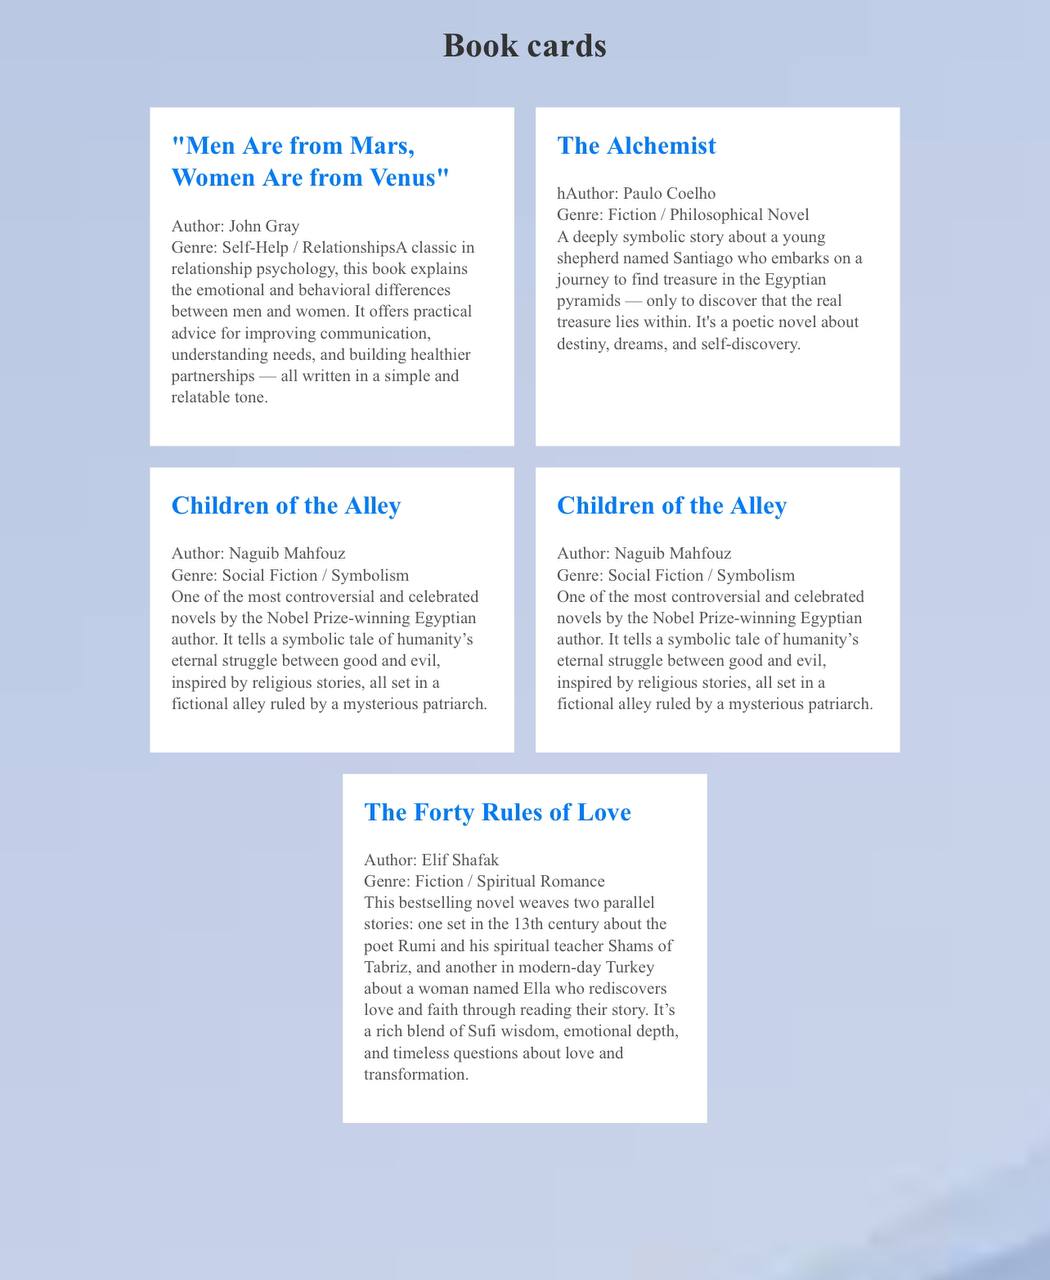 Book cards
"Men Are from Mars,
Women Are from Venus"
Author: John Gray
Genre: Self-Help / RelationshipsA classic in
relationship psychology, this book explains
the emotional and behavioral differences
between men and women. It offers practical
advice for improving communication,
understanding needs, and building healthier
partnerships — all written in a simple and
relatable tone.
The Alchemist
hAuthor: Paulo Coelho
Genre: Fiction / Philosophical Novel
A deeply symbolic story about a young
shepherd named Santiago who embarks on a
journey to find treasure in the Egyptian
pyramids — only to discover that the real
treasure lies within. It's a poetic novel about
destiny, dreams, and self-discovery.
Children of the Alley
Author: Naguib Mahfouz
Genre: Social Fiction / Symbolism
One of the most controversial and celebrated
novels by the Nobel Prize-winning Egyptian
author. It tells a symbolic tale of humanity’s
eternal struggle between good and evil,
inspired by religious stories, all set in a
fictional alley ruled by a mysterious patriarch.
Children of the Alley
Author: Naguib Mahfouz
Genre: Social Fiction / Symbolism
One of the most controversial and celebrated
novels by the Nobel Prize-winning Egyptian
author. It tells a symbolic tale of humanity’s
eternal struggle between good and evil,
inspired by religious stories, all set in a
fictional alley ruled by a mysterious patriarch.
The Forty Rules of Love
Author: Elif Shafak
Genre: Fiction / Spiritual Romance
This bestselling novel weaves two parallel
stories: one set in the 13th century about the
poet Rumi and his spiritual teacher Shams of
Tabriz, and another in modern-day Turkey
about a woman named Ella who rediscovers
love and faith through reading their story. It’s
a rich blend of Sufi wisdom, emotional depth,
and timeless questions about love and
transformation.